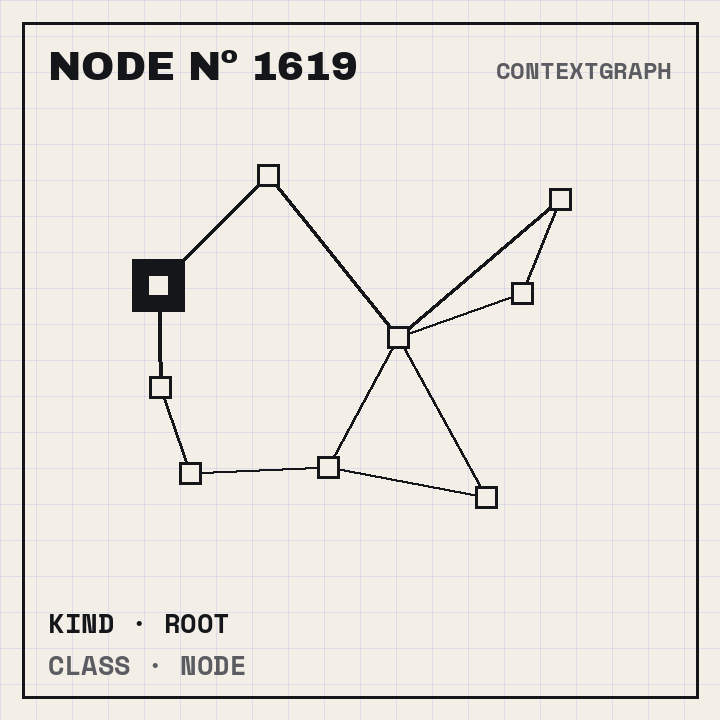 NODE Nº 1619
CONTEXTGRAPH
KIND · ROOT
CLASS · NODE